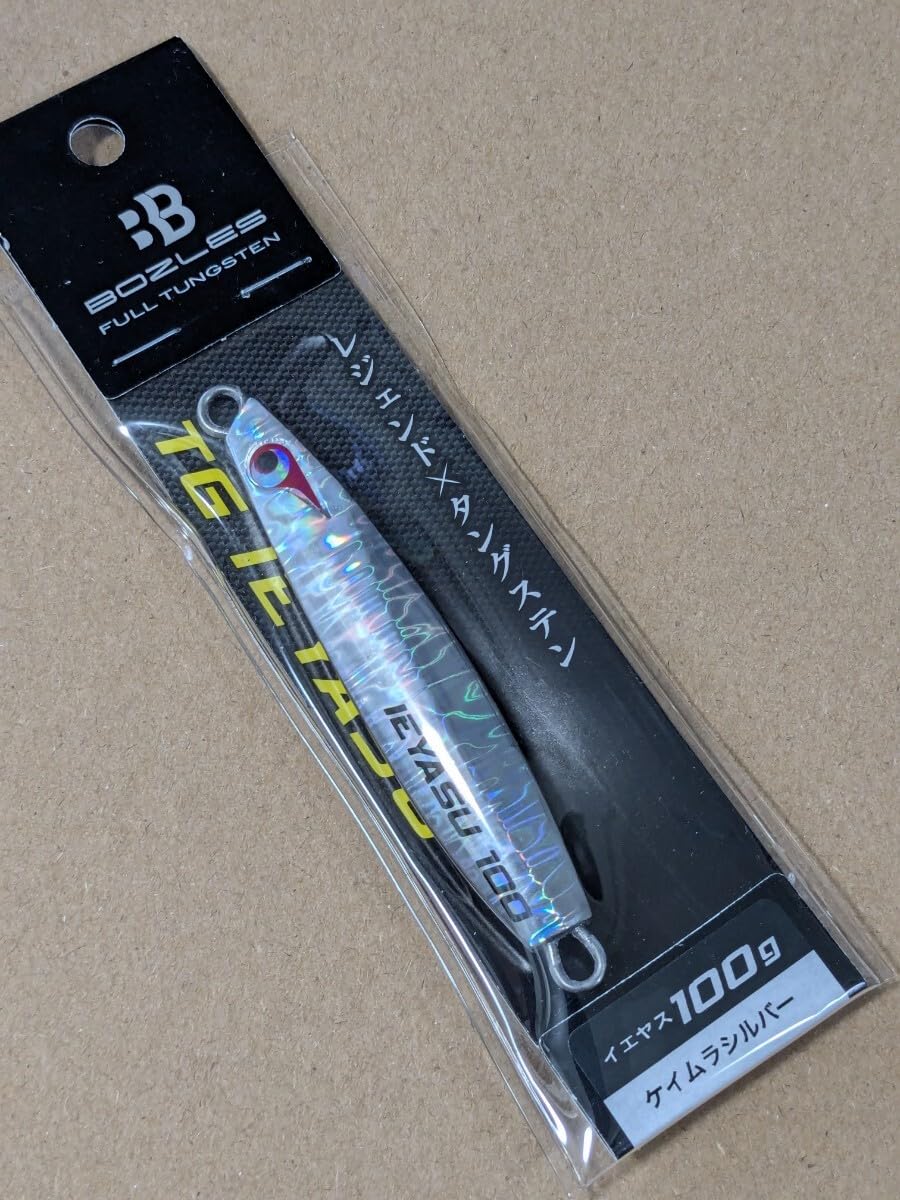 BOZLES
FULL TUNGSTEN
レジェンド×タングステン
TG IEYASU
IEYASU 100
イエヤス100g
ケイムラシルバー